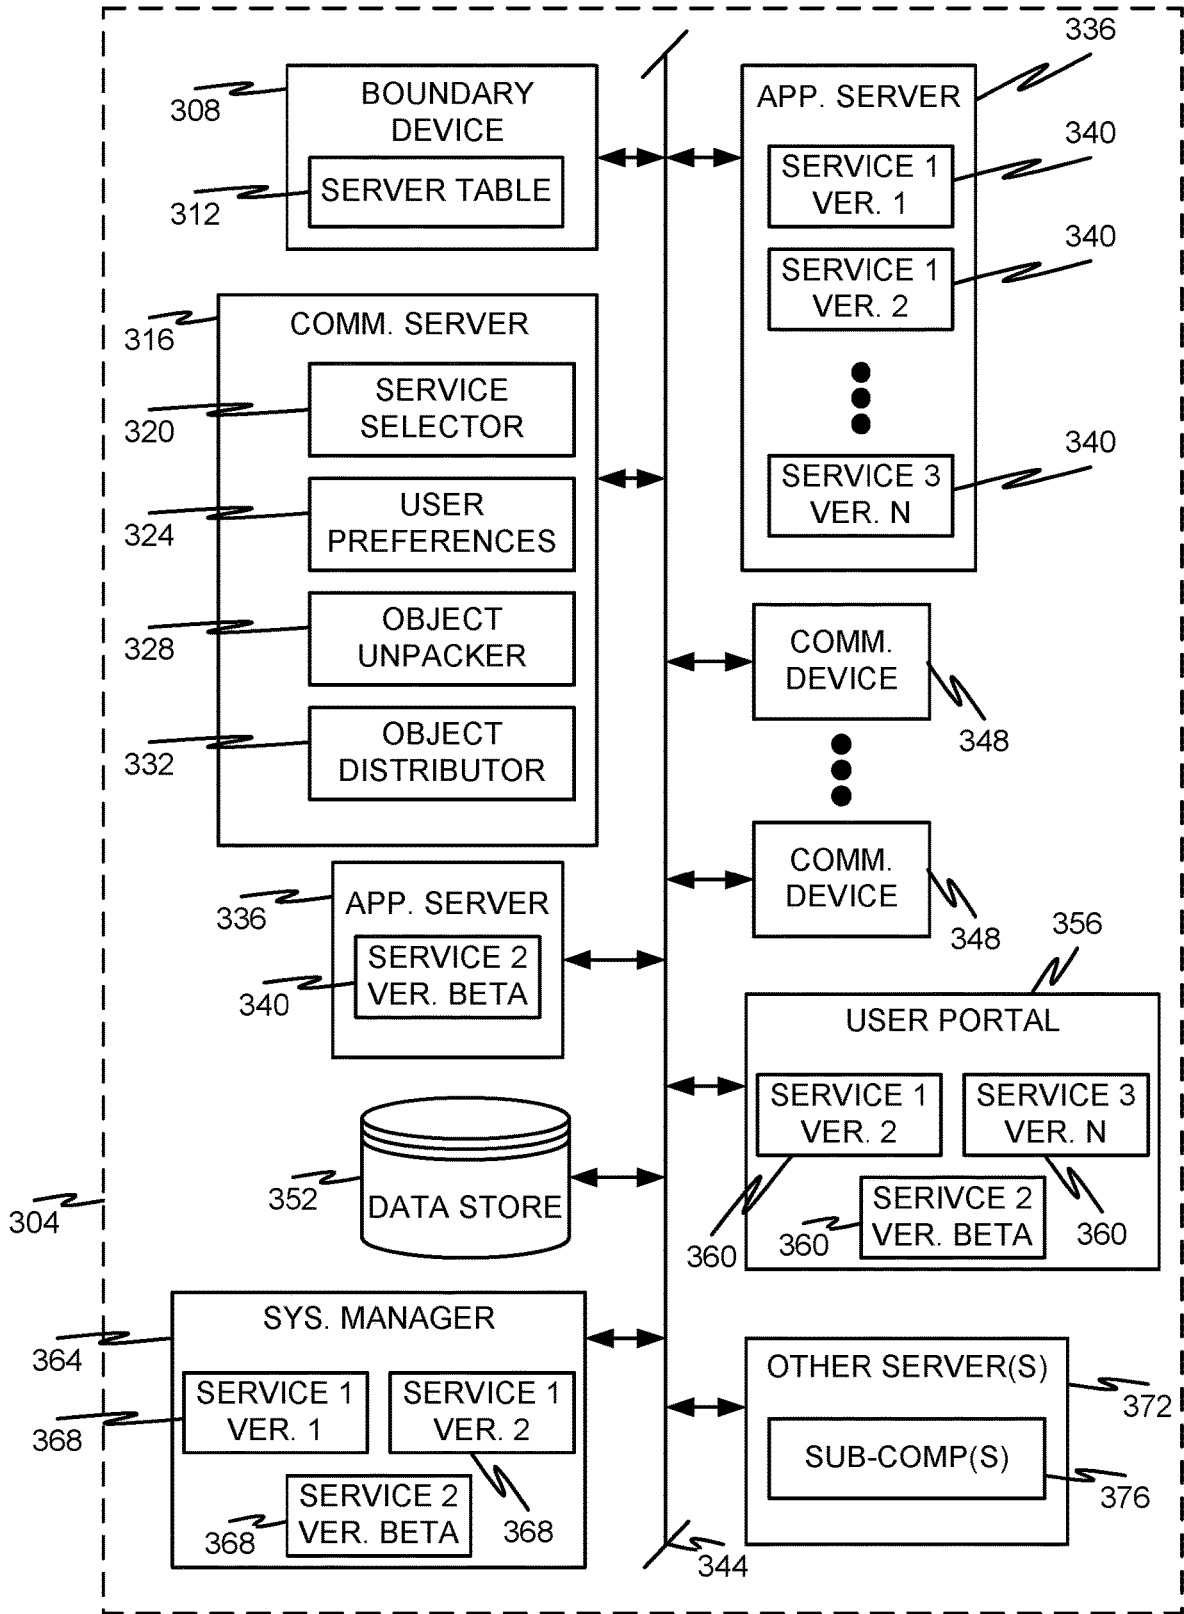 308
BOUNDARY
DEVICE
312
SERVER TABLE
316
COMM. SERVER
320
SERVICE
SELECTOR
324
USER
PREFERENCES
328
OBJECT
UNPACKER
332
OBJECT
DISTRIBUTOR
336
APP. SERVER
340
SERVICE 2
VER. BETA
352
DATA STORE
304
SYS. MANAGER
364
SERVICE 1
VER. 1
368
SERVICE 1
VER. 2
368
SERVICE 2
VER. BETA
368
344
336
APP. SERVER
340
SERVICE 1
VER. 1
340
SERVICE 1
VER. 2
340
SERVICE 3
VER. N
COMM.
DEVICE
348
COMM.
DEVICE
348
356
USER PORTAL
SERVICE 1
VER. 2
360
SERVICE 3
VER. N
360
SERIVCE 2
VER. BETA
360
OTHER SERVER(S)
372
SUB-COMP(S)
376